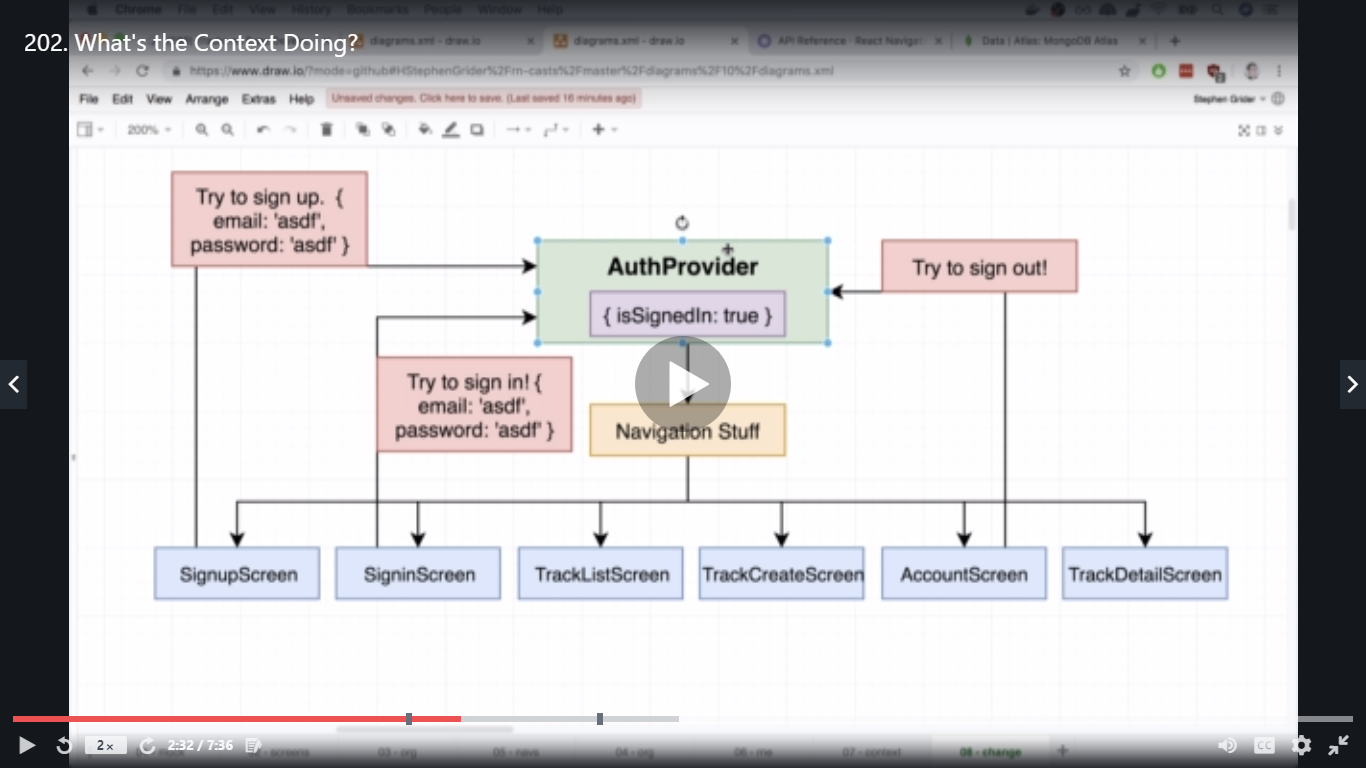 Chrome File Edit View History Bookmarks People Window Help
202. What's the Context Doing?
diagrams.xml - draw.io
diagrams.xml - draw.io
API Reference · React Navigat
Data | Atlas: MongoDB Atlas
https://www.draw.io/?mode=github#HStephenGrider%2Frn-casts%2Fmaster%2Fdiagrams%2F10%2Fdiagrams.xml
File Edit View Arrange Extras Help Unsaved changes. Click here to save. (Last saved 16 minutes ago) Stephen Grider
200%
Try to sign up. {
email: 'asdf',
password: 'asdf' }
AuthProvider
{ isSignedIn: true }
Try to sign out!
Try to sign in! {
email: 'asdf',
password: 'asdf' }
Navigation Stuff
SignupScreen SigninScreen TrackListScreen TrackCreateScreen AccountScreen TrackDetailScreen
2x 2:32 / 7:36 CC
screens 03 - org 05 - navs 04 - org 06 - me 07 - context 08 - change